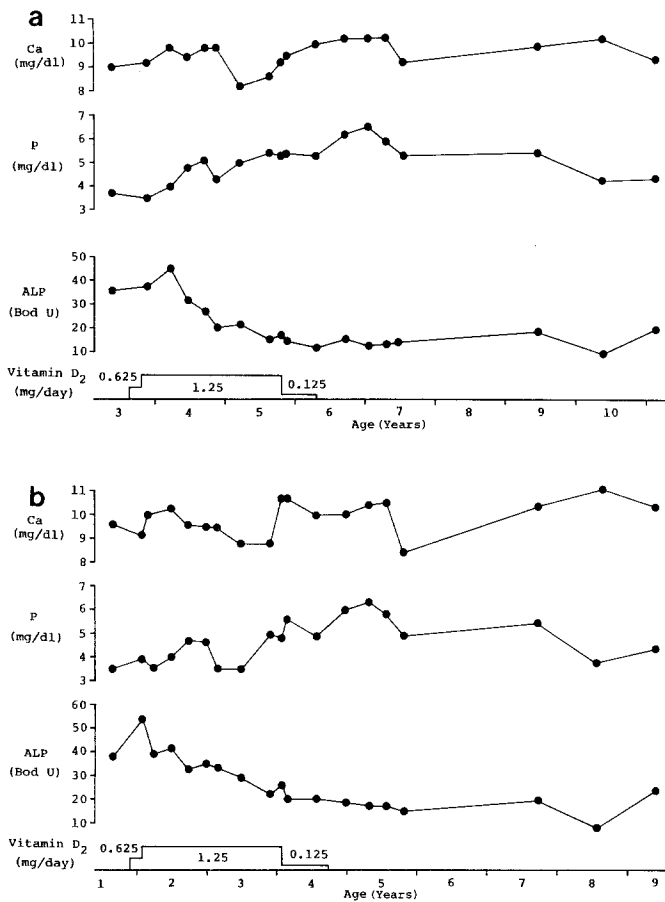 a
11
Ca 10
(mg/dl) 9
8
7
P 6
(mg/dl) 5
4
3
50
ALP 40
(Bod U) 30
20
10
Vitamin D2 0.625 0.125
(mg/day) 1.25
3 4 5 6 7 9 10 11
Age(Years)
b
11
Ca 10
(mg/dl) 9
8
7
P 6
(mg/dl) 5
4
3
60
50
ALP 40
(Bod U) 30
20
10
Vitamin D2 0.625 0.125
(mg/day) 1.25
1 2 3 4 5 8 9
Age(Years)